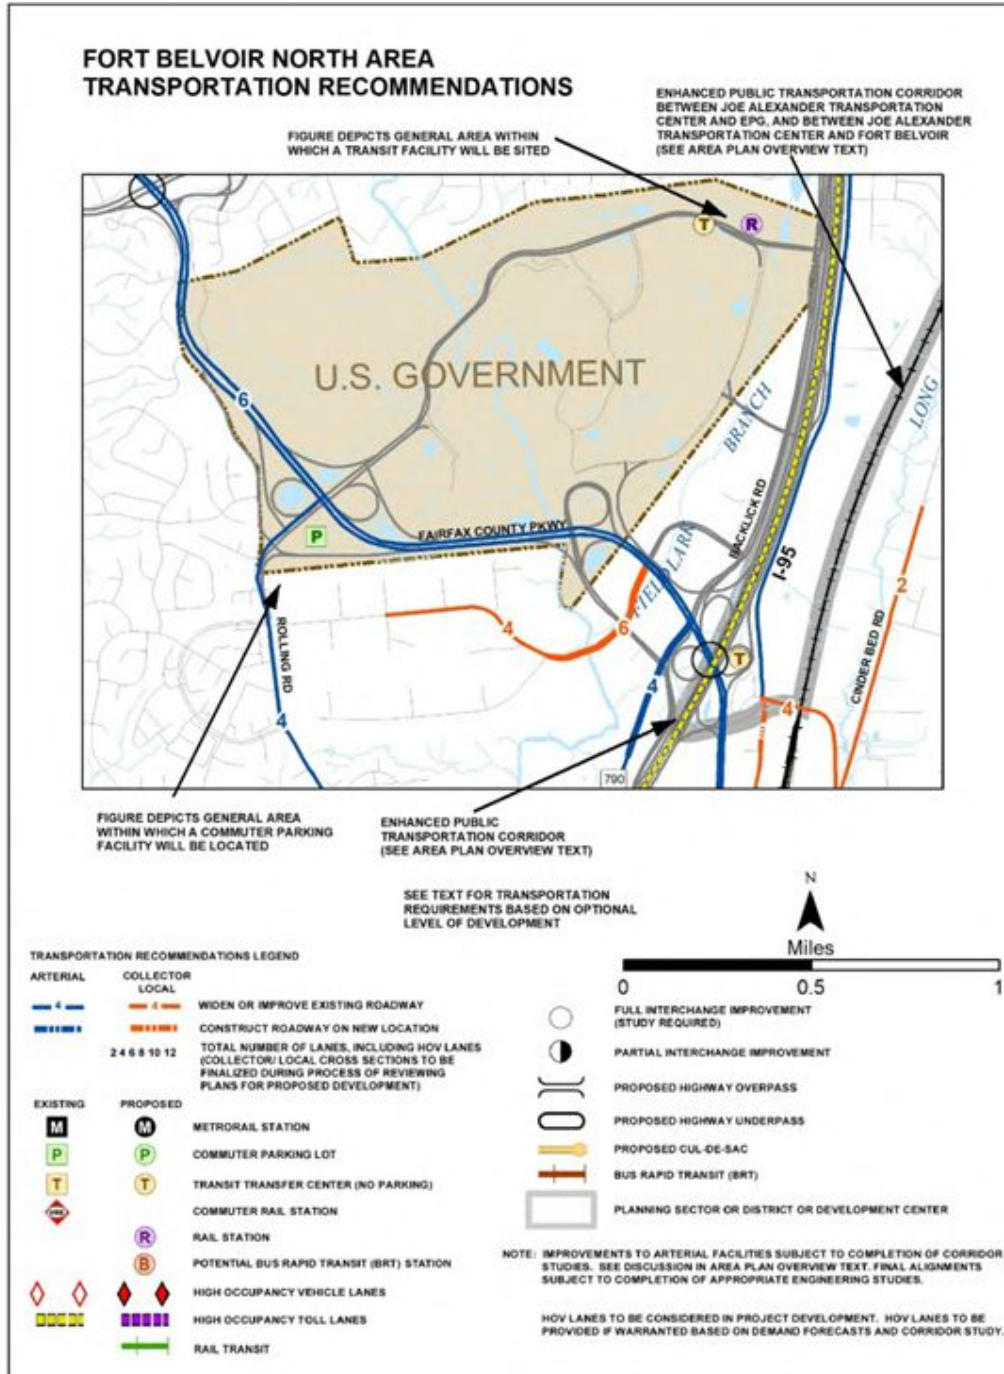 FORT BELVOIR NORTH AREA
TRANSPORTATION RECOMMENDATIONS
ENHANCED PUBLIC TRANSPORTATION CORRIDOR
BETWEEN JOE ALEXANDER TRANSPORTATION
CENTER AND EPG, AND BETWEEN JOE ALEXANDER
TRANSPORTATION CENTER AND FORT BELVOIR
(SEE AREA PLAN OVERVIEW TEXT)
FIGURE DEPICTS GENERAL AREA WITHIN
WHICH A TRANSIT FACILITY WILL BE SITED
T
R
U.S. GOVERNMENT
6
BRANCH
LONG
P
FAIRFAX COUNTY PKWY
BACKLICK RD
I-95
FIELD LARK
2
4
6
ROLLING RD
T
CINDER BED RD
4
4
4
790
FIGURE DEPICTS GENERAL AREA
WITHIN WHICH A COMMUTER PARKING
FACILITY WILL BE LOCATED
ENHANCED PUBLIC
TRANSPORTATION CORRIDOR
(SEE AREA PLAN OVERVIEW TEXT)
SEE TEXT FOR TRANSPORTATION
REQUIREMENTS BASED ON OPTIONAL
LEVEL OF DEVELOPMENT
N
Miles
0 0.5 1
TRANSPORTATION RECOMMENDATIONS LEGEND
ARTERIAL COLLECTOR
LOCAL
4 4 WIDEN OR IMPROVE EXISTING ROADWAY
CONSTRUCT ROADWAY ON NEW LOCATION
2 4 6 8 10 12 TOTAL NUMBER OF LANES, INCLUDING HOV LANES
(COLLECTOR/ LOCAL CROSS SECTIONS TO BE
FINALIZED DURING PROCESS OF REVIEWING
PLANS FOR PROPOSED DEVELOPMENT)
EXISTING PROPOSED
M M METRORAIL STATION
P P COMMUTER PARKING LOT
T T TRANSIT TRANSFER CENTER (NO PARKING)
VRE COMMUTER RAIL STATION
R RAIL STATION
B POTENTIAL BUS RAPID TRANSIT (BRT) STATION
HIGH OCCUPANCY VEHICLE LANES
HIGH OCCUPANCY TOLL LANES
RAIL TRANSIT
FULL INTERCHANGE IMPROVEMENT
(STUDY REQUIRED)
PARTIAL INTERCHANGE IMPROVEMENT
PROPOSED HIGHWAY OVERPASS
PROPOSED HIGHWAY UNDERPASS
PROPOSED CUL-DE-SAC
BUS RAPID TRANSIT (BRT)
PLANNING SECTOR OR DISTRICT OR DEVELOPMENT CENTER
NOTE: IMPROVEMENTS TO ARTERIAL FACILITIES SUBJECT TO COMPLETION OF CORRIDOR
STUDIES. SEE DISCUSSION IN AREA PLAN OVERVIEW TEXT. FINAL ALIGNMENTS
SUBJECT TO COMPLETION OF APPROPRIATE ENGINEERING STUDIES.
HOV LANES TO BE CONSIDERED IN PROJECT DEVELOPMENT. HOV LANES TO BE
PROVIDED IF WARRANTED BASED ON DEMAND FORECASTS AND CORRIDOR STUDY.